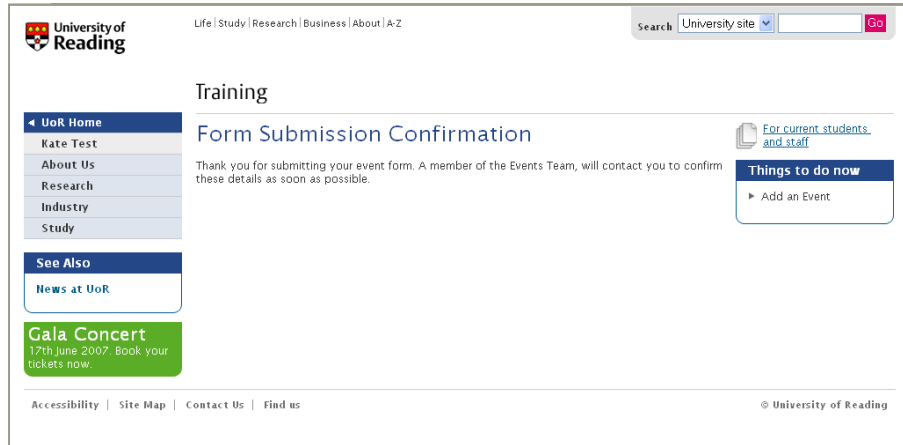 University of
Reading
Life | Study | Research | Business | About | A-Z
Search University site Go
Training
UoR Home
Kate Test
About Us
Research
Industry
Study
See Also
News at UoR
Gala Concert
17th June 2007. Book your
tickets now.
Form Submission Confirmation
Thank you for submitting your event form. A member of the Events Team, will contact you to confirm
these details as soon as possible.
For current students
and staff
Things to do now
Add an Event
Accessibility | Site Map | Contact Us | Find us
© University of Reading